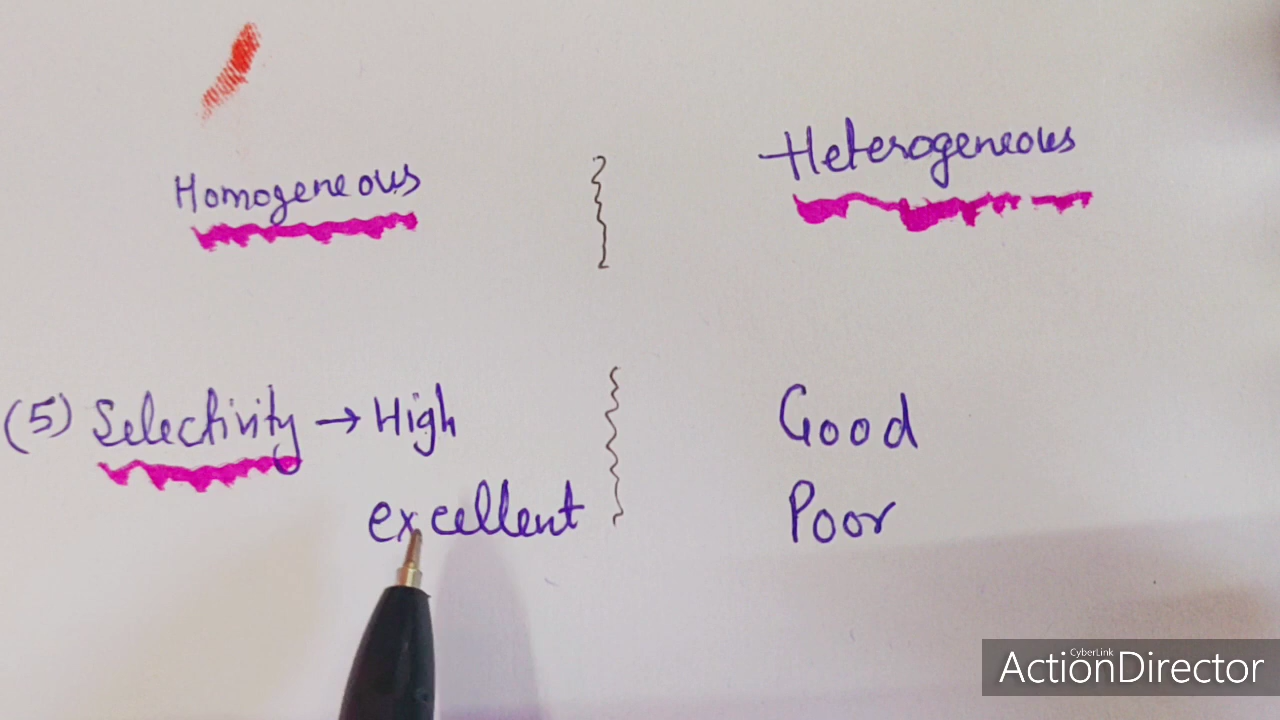 Homogeneous Heterogeneous
(5) Selectivity → High Good
excellent Poor
CyberLink
ActionDirector